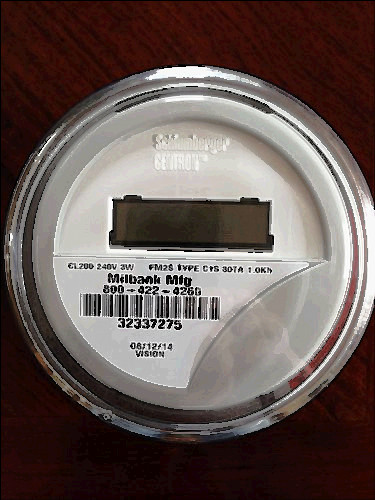 Schlumberger
CENTRON®
CL200 240V 3W FM2S TYPE C1S 30TA 1.0Kh
Milbank Mfg
800-422-4260
32337275
08/12/14
VISION